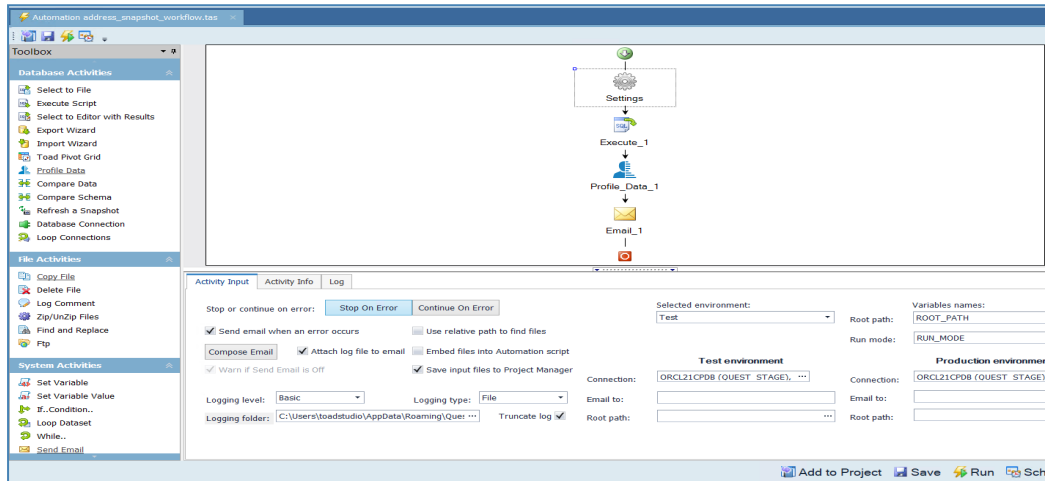 Automation address_snapshot_workflow.tas
Toolbox
Database Activities
Select to File
Execute Script
Select to Editor with Results
Export Wizard
Import Wizard
Toad Pivot Grid
Profile Data
Compare Data
Compare Schema
Refresh a Snapshot
Database Connection
Loop Connections
File Activities
Copy File
Delete File
Log Comment
Zip/UnZip Files
Find and Replace
Ftp
System Activities
Set Variable
Set Variable Value
If..Condition..
Loop Dataset
While..
Send Email
Settings
SQL
Execute_1
Profile_Data_1
Email_1
Activity Input Activity Info Log
Stop or continue on error: Stop On Error Continue On Error
Send email when an error occurs Use relative path to find files
Compose Email Attach log file to email Embed files into Automation script
Warn if Send Email is Off Save input files to Project Manager
Logging level: Basic Logging type: File
Logging folder: C:\Users\toadstudio\AppData\Roaming\Que: ... Truncate log
Selected environment: Variables names:
Test Root path: ROOT_PATH
Run mode: RUN_MODE
Test environment Production environmen
Connection: ORCL21CPDB (QUEST_STAGE), ... Connection: ORCL21CPDB (QUEST_STAGE)
Email to: Email to:
Root path: ... Root path:
Add to Project Save Run Sch